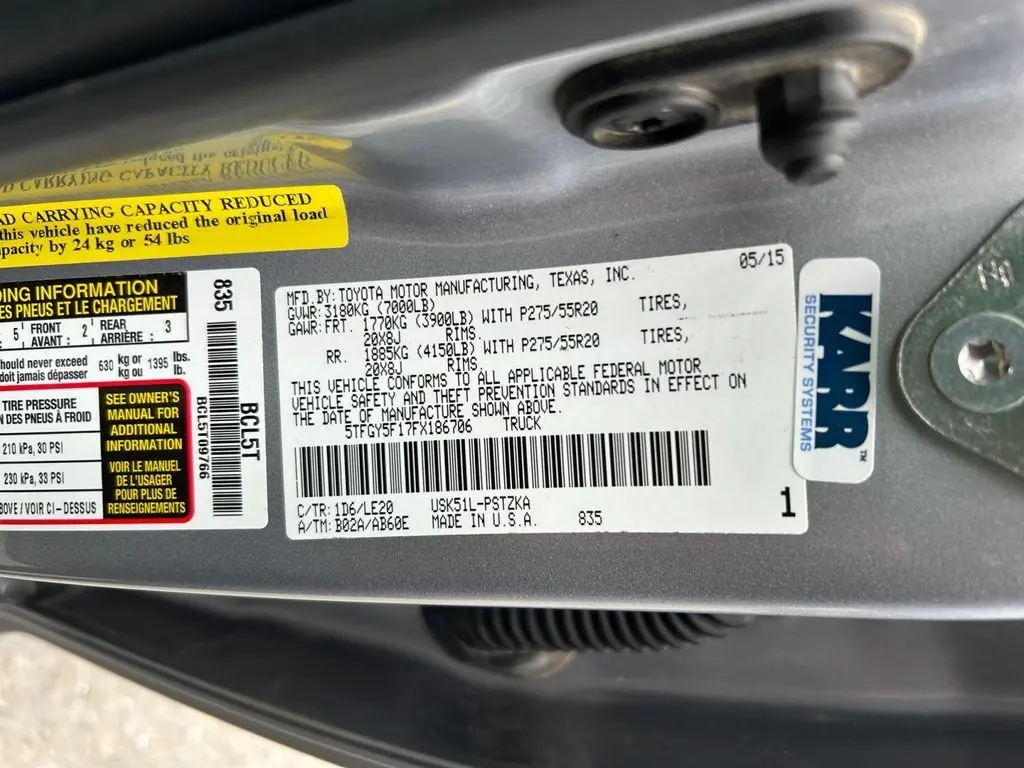 AD CARRYING CAPACITY REDUCED
this vehicle have reduced the original load
pacity by 24 kg or 54 lbs
DING INFORMATION
ES PNEUS ET LE CHARGEMENT
5 FRONT AVANT : 2 REAR ARRIÈRE : 3
should never exceed 630 kg or 1395 lbs.
doit jamais dépasser kg ou lb.
TIRE PRESSURE
N DES PNEUS À FROID
210 kPa, 30 PSI
230 kPa, 33 PSI
BOVE / VOIR CI-DESSUS
SEE OWNER'S
MANUAL FOR
ADDITIONAL
INFORMATION
VOIR LE MANUEL
DE L'USAGER
POUR PLUS DE
RENSEIGNEMENTS
835
BCL5T
BCL5T09766
MFD.BY:TOYOTA MOTOR MANUFACTURING, TEXAS, INC. 05/15
GVWR:3180KG (7000LB)
GAWR:FRT. 1770KG (3900LB) WITH P275/55R20 TIRES,
20X8J RIMS.
RR. 1885KG (4150LB) WITH P275/55R20 TIRES,
20X8J RIMS
THIS VEHICLE CONFORMS TO ALL APPLICABLE FEDERAL MOTOR
VEHICLE SAFETY AND THEFT PREVENTION STANDARDS IN EFFECT ON
THE DATE OF MANUFACTURE SHOWN ABOVE.
5TFGY5F17FX186706 TRUCK
C/TR:1D6/LE20 USK51L-PSTZKA
A/TM:B02A/AB60E MADE IN U.S.A. 835
1
KARR™
SECURITY SYSTEMS